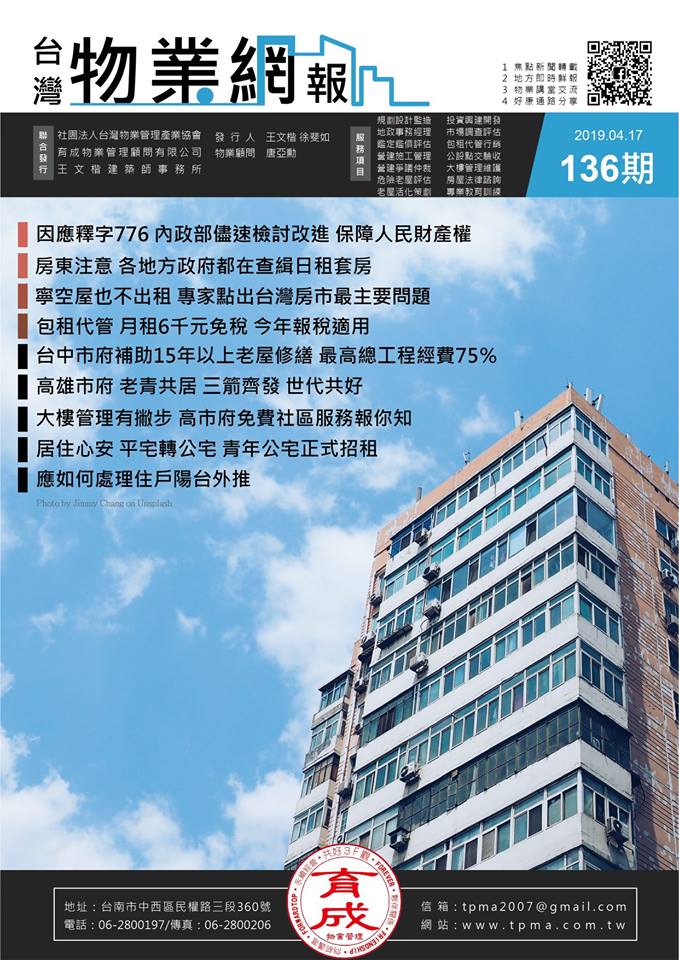 台灣物業網報
1 焦點新聞轉載
2 地方即時鮮報
3 物業講堂交流
4 好康通路分享
聯合發行
社團法人台灣物業管理產業協會
育成物業管理顧問有限公司
王文楷建築師事務所
發行人 王文楷 徐斐如
物業顧問 唐亞勳
服務項目
規劃設計監造 投資興建開發
地政事務經理 市場調查評估
鑑定鑑價評估 包租代管行銷
營建施工管理 公設點交驗收
營建爭議仲裁 大樓管理維護
危險老屋評估 房屋法律諮詢
老屋活化策劃 專業教育訓練
2019.04.17
136期
因應釋字776 內政部儘速檢討改進 保障人民財產權
房東注意 各地方政府都在查緝日租套房
寧空屋也不出租 專家點出台灣房市最主要問題
包租代管 月租6千元免稅 今年報稅適用
台中市府補助15年以上老屋修繕 最高總工程經費75%
高雄市府 老青共居 三箭齊發 世代共好
大樓管理有撇步 高市府免費社區服務報你知
居住心安 平宅轉公宅 青年公宅正式招租
應如何處理住戶陽台外推
Photo by Jimmy Chang on Unsplash
地址：台南市中西區民權路三段360號
電話：06-2800197/傳真：06-2800206
共好3F觀
FOREVER
FRIENDSHIP
FORWARDTOP
永續經營
育成
物業管理
信箱：tpma2007@gmail.com
網站：www.tpma.com.tw